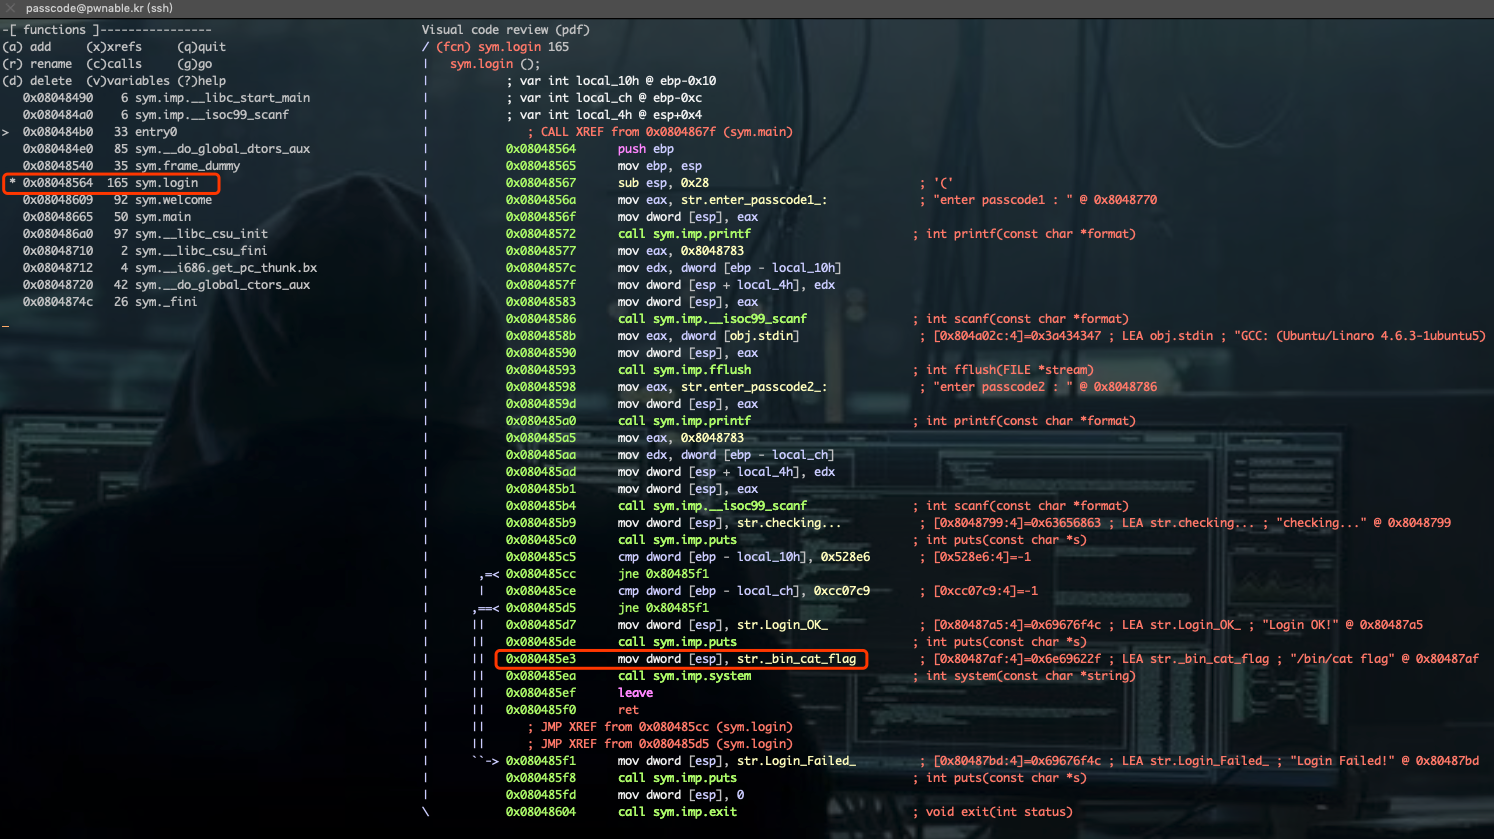 passcode@pwnable.kr (ssh)
-[ functions ]----------------
(a) add     (x)xrefs     (q)quit
(r) rename  (c)calls     (g)go
(d) delete  (v)variables (?)help
   0x08048490    6 sym.imp.__libc_start_main
   0x080484a0    6 sym.imp.__isoc99_scanf
>  0x080484b0   33 entry0
   0x080484e0   85 sym.__do_global_dtors_aux
   0x08048540   35 sym.frame_dummy
 * 0x08048564  165 sym.login
   0x08048609   92 sym.welcome
   0x08048665   50 sym.main
   0x080486a0   97 sym.__libc_csu_init
   0x08048710    2 sym.__libc_csu_fini
   0x08048712    4 sym.__i686.get_pc_thunk.bx
   0x08048720   42 sym.__do_global_ctors_aux
   0x0804874c   26 sym._fini
_
Visual code review (pdf)
/ (fcn) sym.login 165
|   sym.login ();
|           ; var int local_10h @ ebp-0x10
|           ; var int local_ch @ ebp-0xc
|           ; var int local_4h @ esp+0x4
|              ; CALL XREF from 0x0804867f (sym.main)
|           0x08048564      push ebp
|           0x08048565      mov ebp, esp
|           0x08048567      sub esp, 0x28                              ; '('
|           0x0804856a      mov eax, str.enter_passcode1_:             ; "enter passcode1 : " @ 0x8048770
|           0x0804856f      mov dword [esp], eax
|           0x08048572      call sym.imp.printf                       ; int printf(const char *format)
|           0x08048577      mov eax, 0x8048783
|           0x0804857c      mov edx, dword [ebp - local_10h]
|           0x0804857f      mov dword [esp + local_4h], edx
|           0x08048583      mov dword [esp], eax
|           0x08048586      call sym.imp.__isoc99_scanf               ; int scanf(const char *format)
|           0x0804858b      mov eax, dword [obj.stdin]                 ; [0x804a02c:4]=0x3a434347 ; LEA obj.stdin ; "GCC: (Ubuntu/Linaro 4.6.3-1ubuntu5)
|           0x08048590      mov dword [esp], eax
|           0x08048593      call sym.imp.fflush                       ; int fflush(FILE *stream)
|           0x08048598      mov eax, str.enter_passcode2_:             ; "enter passcode2 : " @ 0x8048786
|           0x0804859d      mov dword [esp], eax
|           0x080485a0      call sym.imp.printf                       ; int printf(const char *format)
|           0x080485a5      mov eax, 0x8048783
|           0x080485aa      mov edx, dword [ebp - local_ch]
|           0x080485ad      mov dword [esp + local_4h], edx
|           0x080485b1      mov dword [esp], eax
|           0x080485b4      call sym.imp.__isoc99_scanf               ; int scanf(const char *format)
|           0x080485b9      mov dword [esp], str.checking...           ; [0x8048799:4]=0x63656863 ; LEA str.checking... ; "checking..." @ 0x8048799
|           0x080485c0      call sym.imp.puts                         ; int puts(const char *s)
|           0x080485c5      cmp dword [ebp - local_10h], 0x528e6       ; [0x528e6:4]=-1
|       ,=< 0x080485cc      jne 0x80485f1
|       |   0x080485ce      cmp dword [ebp - local_ch], 0xcc07c9       ; [0xcc07c9:4]=-1
|      ,==< 0x080485d5      jne 0x80485f1
|      ||   0x080485d7      mov dword [esp], str.Login_OK_             ; [0x80487a5:4]=0x69676f4c ; LEA str.Login_OK_ ; "Login OK!" @ 0x80487a5
|      ||   0x080485de      call sym.imp.puts                         ; int puts(const char *s)
|      ||   0x080485e3      mov dword [esp], str._bin_cat_flag         ; [0x80487af:4]=0x6e69622f ; LEA str._bin_cat_flag ; "/bin/cat flag" @ 0x80487af
|      ||   0x080485ea      call sym.imp.system                       ; int system(const char *string)
|      ||   0x080485ef      leave
|      ||   0x080485f0      ret
|      ||      ; JMP XREF from 0x080485cc (sym.login)
|      ||      ; JMP XREF from 0x080485d5 (sym.login)
|      ``-> 0x080485f1      mov dword [esp], str.Login_Failed_         ; [0x80487bd:4]=0x69676f4c ; LEA str.Login_Failed_ ; "Login Failed!" @ 0x80487bd
|           0x080485f8      call sym.imp.puts                         ; int puts(const char *s)
|           0x080485fd      mov dword [esp], 0
\           0x08048604      call sym.imp.exit                         ; void exit(int status)